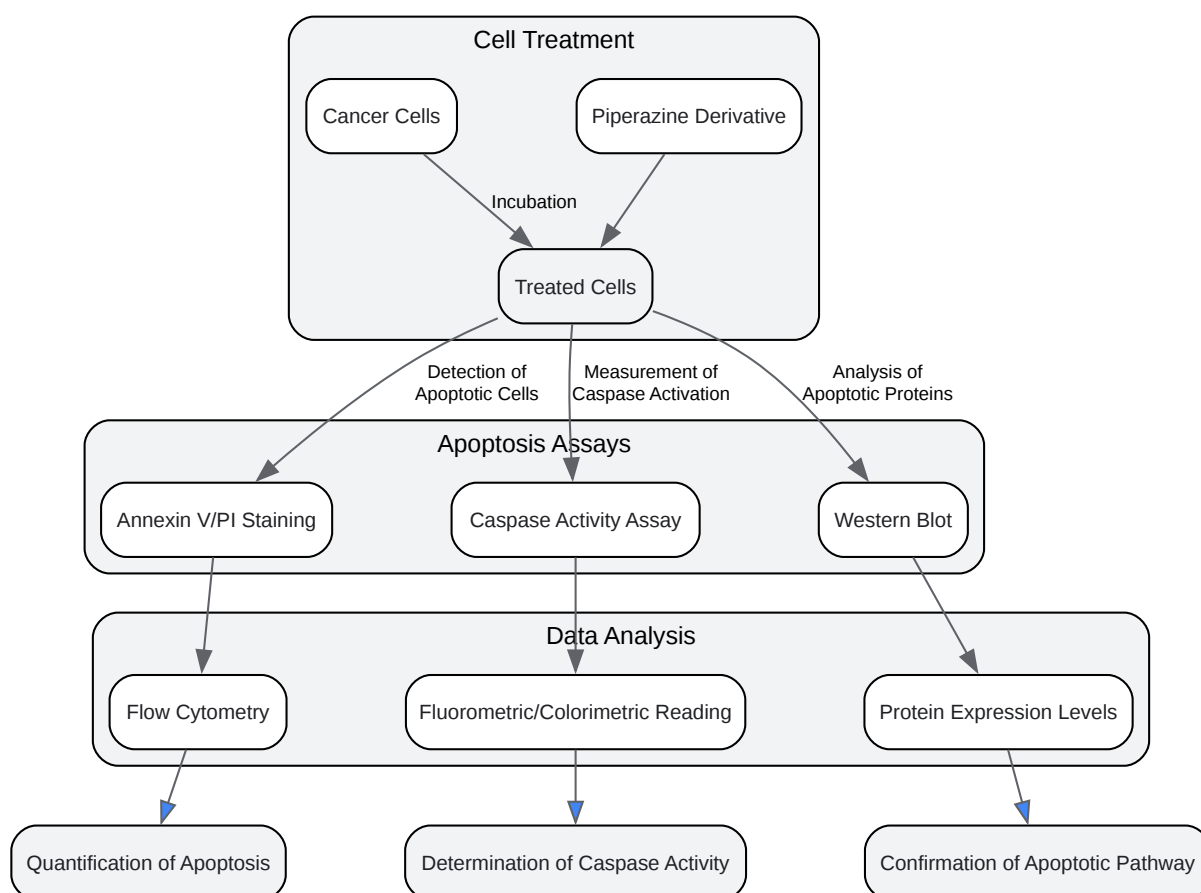 Cell Treatment
Cancer Cells
Piperazine Derivative
Incubation
Treated Cells
Detection of
Apoptotic Cells
Measurement of
Caspase Activation
Analysis of
Apoptotic Proteins
Apoptosis Assays
Annexin V/PI Staining
Caspase Activity Assay
Western Blot
Data Analysis
Flow Cytometry
Fluorometric/Colorimetric Reading
Protein Expression Levels
Quantification of Apoptosis
Determination of Caspase Activity
Confirmation of Apoptotic Pathway